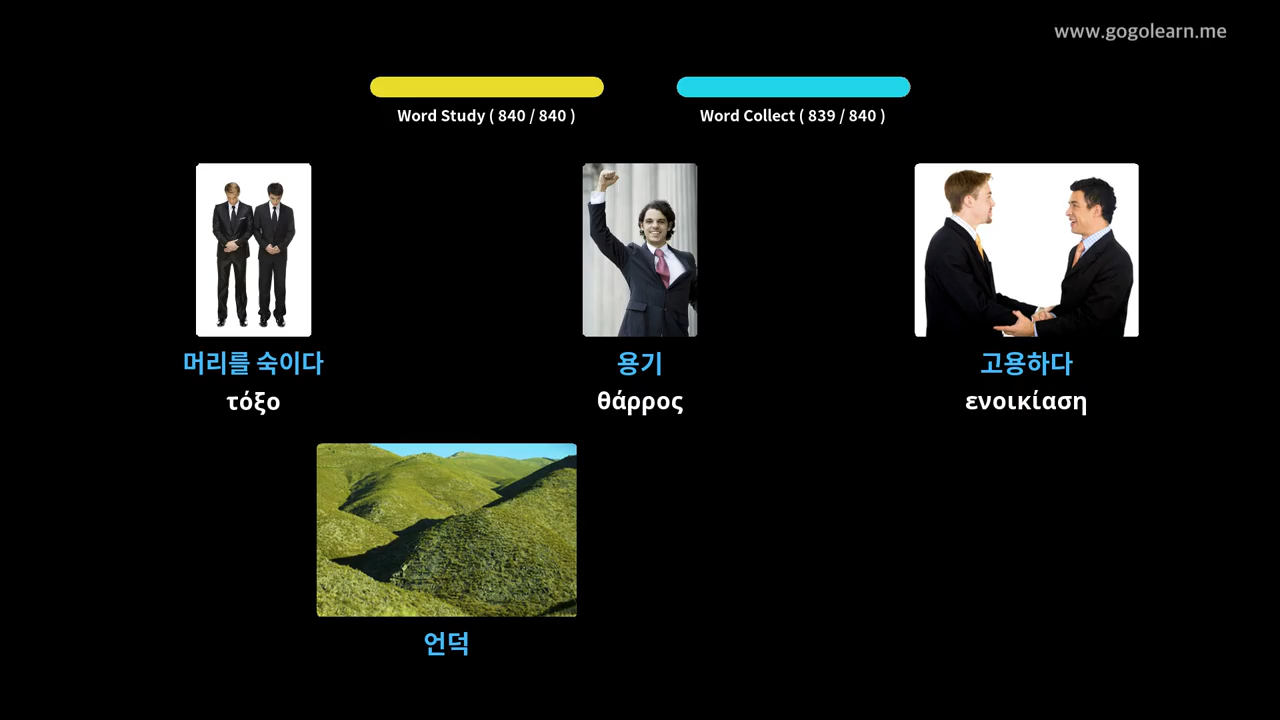 www.gogolearn.me
Word Study ( 840 / 840 )
Word Collect ( 839 / 840 )
머리를 숙이다
τόξο
용기
θάρρος
고용하다
ενοικίαση
언덕